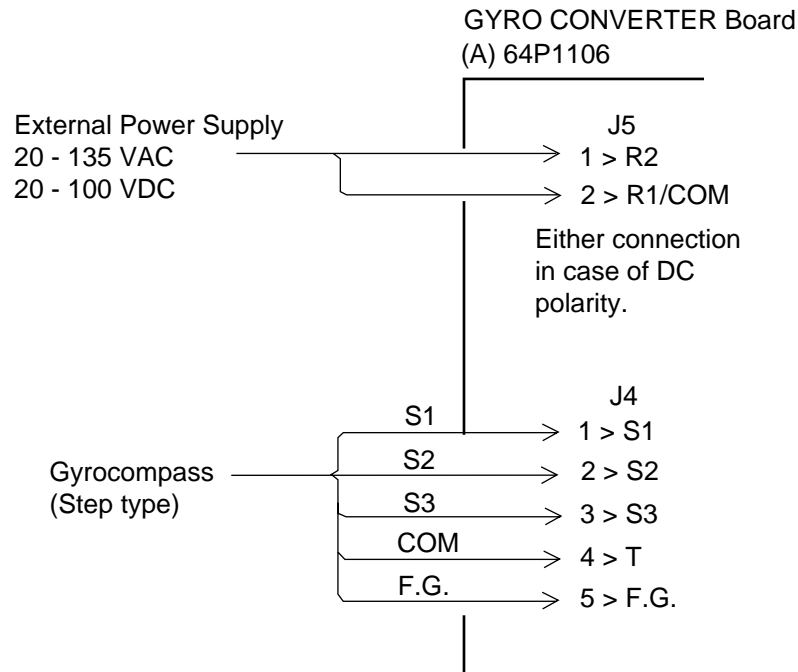 GYRO CONVERTER Board
(A) 64P1106
External Power Supply
20 - 135 VAC
20 - 100 VDC
J5
1 > R2
2 > R1/COM
Either connection
in case of DC
polarity.
J4
Gyrocompass
(Step type)
S1
1 > S1
S2
2 > S2
S3
3 > S3
COM
4 > T
F.G.
5 > F.G.